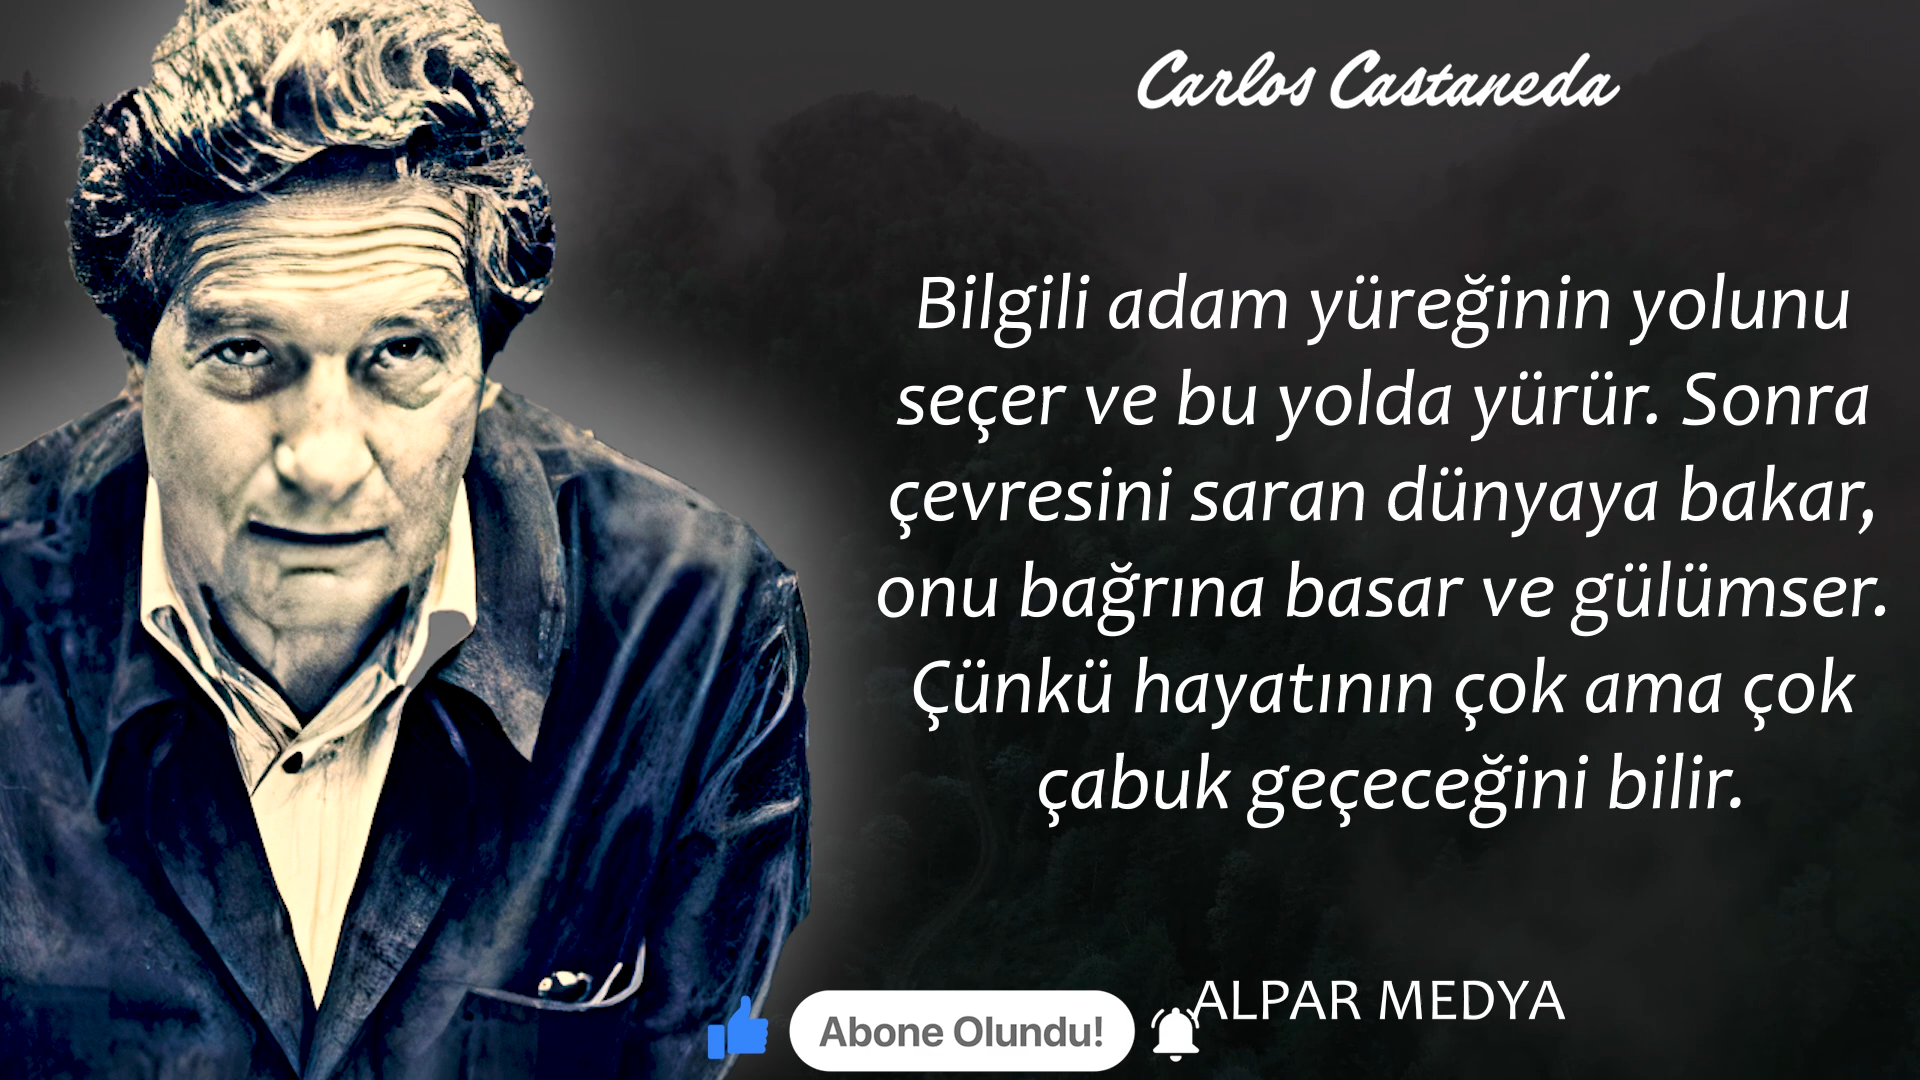 Carlos Castaneda
Bilgili adam yüreğinin yolunu
seçer ve bu yolda yürür. Sonra
çevresini saran dünyaya bakar,
onu bağrına basar ve gülümser.
Çünkü hayatının çok ama çok
çabuk geçeceğini bilir.
ALPAR MEDYA
Abone Olundu!